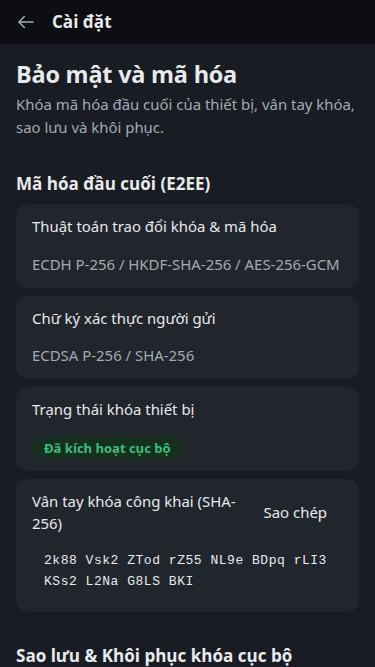 Cài đặt
Bảo mật và mã hóa
Khóa mã hóa đầu cuối của thiết bị, vân tay khóa,
sao lưu và khôi phục.
Mã hóa đầu cuối (E2EE)
Thuật toán trao đổi khóa & mã hóa
ECDH P-256 / HKDF-SHA-256 / AES-256-GCM
Chữ ký xác thực người gửi
ECDSA P-256 / SHA-256
Trạng thái khóa thiết bị
Đã kích hoạt cục bộ
Vân tay khóa công khai (SHA-
256)
Sao chép
2k88 Vsk2 ZTod rZ55 NL9e BDpq rLI3
KSs2 L2Na G8LS BKI
Sao lưu & Khôi phục khóa cục bộ